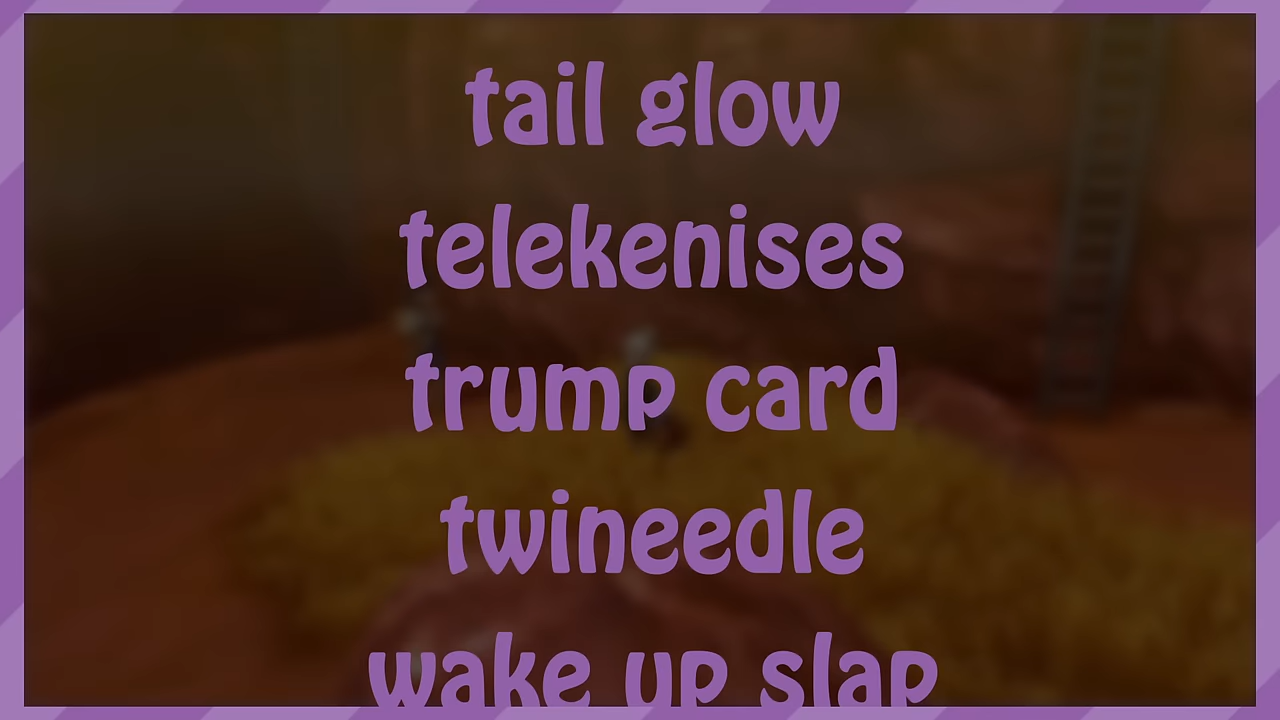 tail glow
telekenises
trump card
twineedle
wake up slap